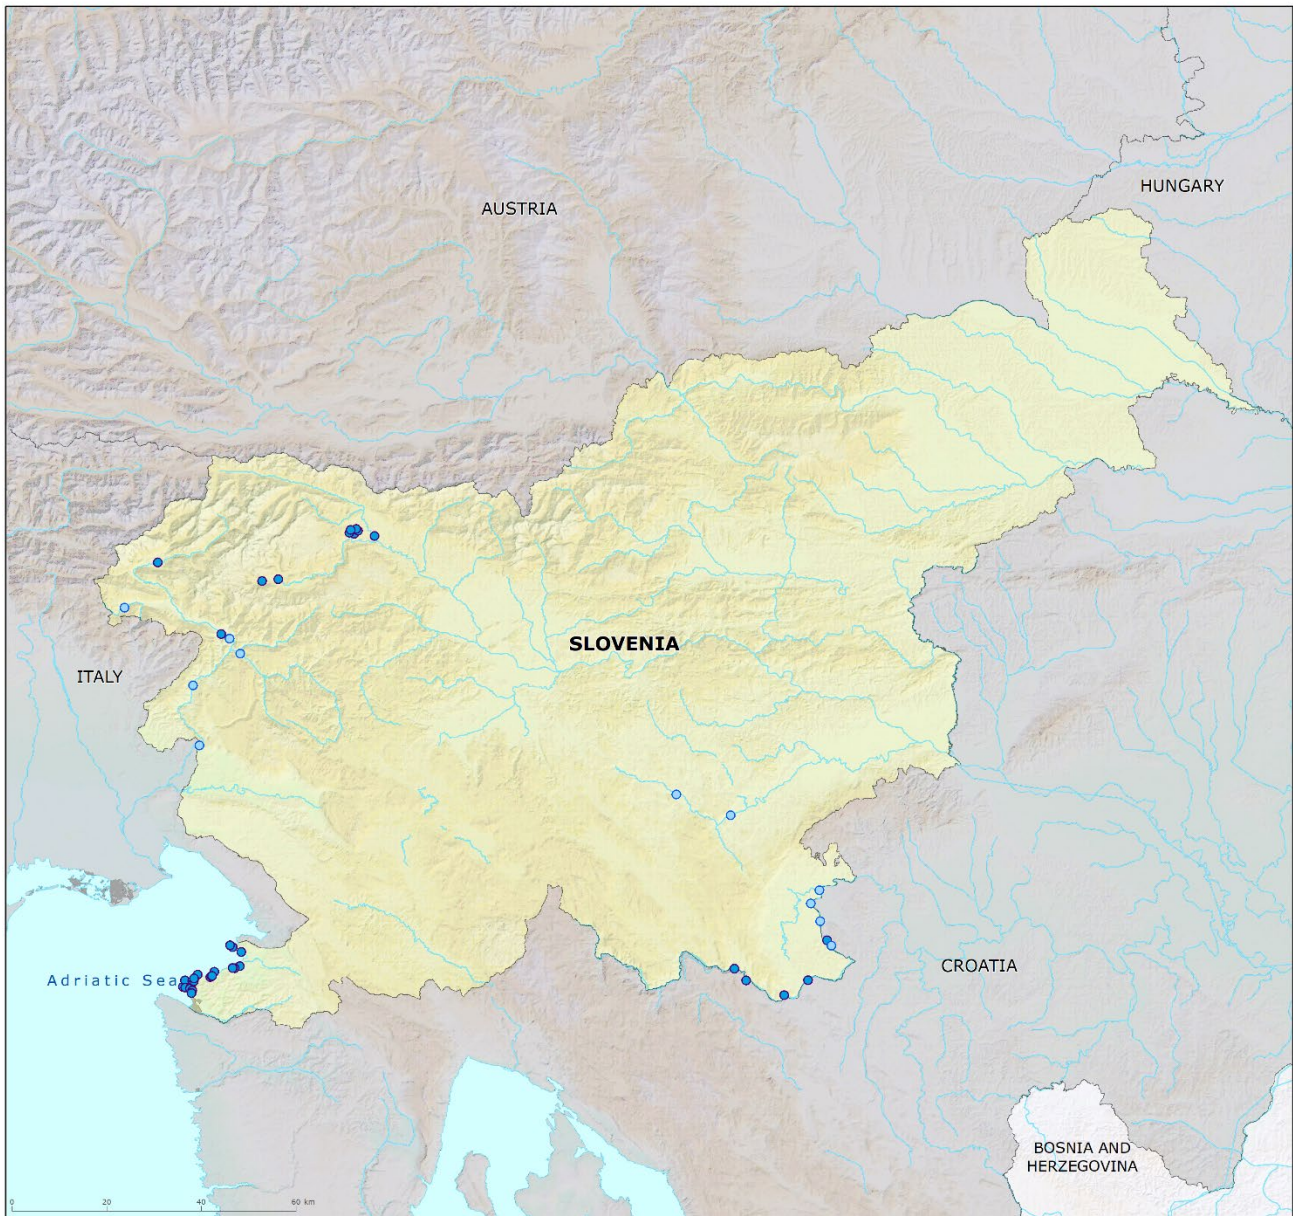 HUNGARY
AUSTRIA
SLOVENIA
ITALY
Adriatic Sea
CROATIA
BOSNIA AND
HERZEGOVINA
0 20 40 60 km